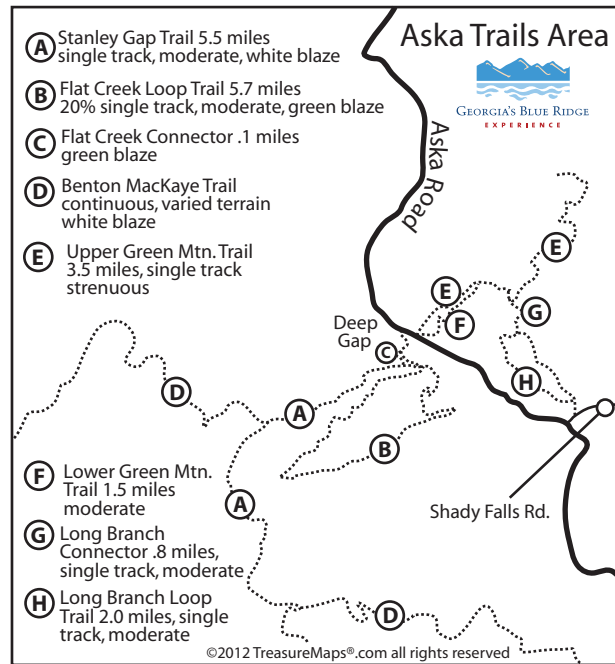 Aska Trails Area
GEORGIA'S BLUE RIDGE
EXPERIENCE
A Stanley Gap Trail 5.5 miles
single track, moderate, white blaze
B Flat Creek Loop Trail 5.7 miles
20% single track, moderate, green blaze
C Flat Creek Connector .1 miles
green blaze
D Benton MacKaye Trail
continuous, varied terrain
white blaze
E Upper Green Mtn. Trail
3.5 miles, single track
strenuous
Aska Road
E
E
F
G
Deep
Gap
C
H
D
A
B
A
Shady Falls Rd.
D
F Lower Green Mtn.
Trail 1.5 miles
moderate
G Long Branch
Connector .8 miles,
single track, moderate
H Long Branch Loop
Trail 2.0 miles, single
track, moderate
©2012 TreasureMaps®.com all rights reserved